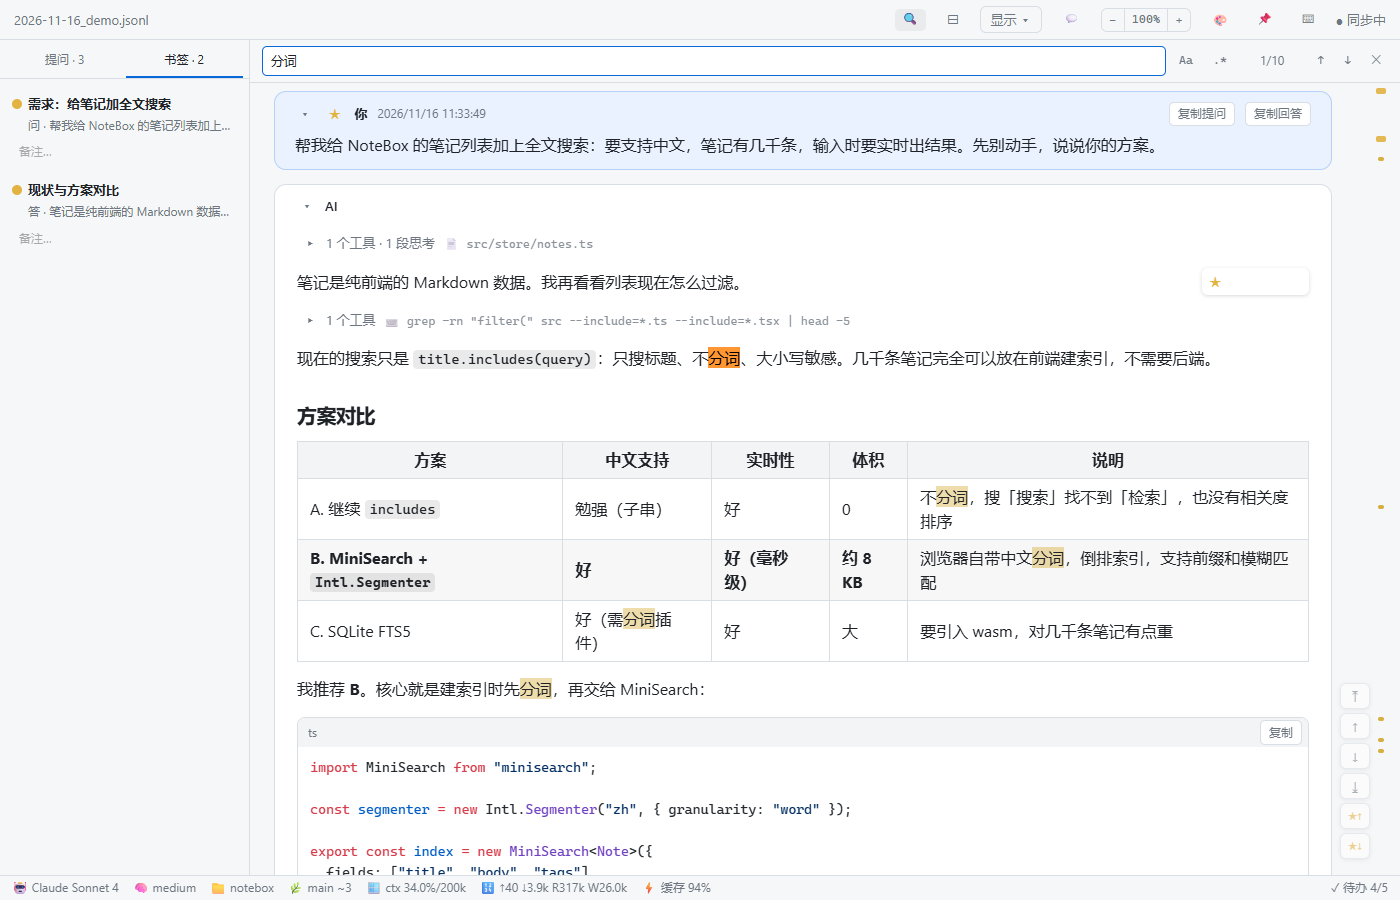 2026-11-16_demo.jsonl
显示
− 100% +
同步中
提问 · 3
书签 · 2
分词
Aa
.*
1/10
需求：给笔记加全文搜索
问 · 帮我给 NoteBox 的笔记列表加上...
备注...
现状与方案对比
答 · 笔记是纯前端的 Markdown 数据...
备注...
你 2026/11/16 11:33:49
复制提问
复制回答
帮我给 NoteBox 的笔记列表加上全文搜索：要支持中文，笔记有几千条，输入时要实时出结果。先别动手，说说你的方案。
AI
1 个工具 · 1 段思考 src/store/notes.ts
笔记是纯前端的 Markdown 数据。我再看看列表现在怎么过滤。
1 个工具 grep -rn "filter(" src --include=*.ts --include=*.tsx | head -5
现在的搜索只是 title.includes(query)：只搜标题、不分词、大小写敏感。几千条笔记完全可以放在前端建索引，不需要后端。
方案对比
方案 中文支持 实时性 体积 说明
A. 继续 includes 勉强（子串） 好 0 不分词，搜「搜索」找不到「检索」，也没有相关度
排序
B. MiniSearch +
Intl.Segmenter
好
好（毫秒
级）
约 8
KB
浏览器自带中文分词，倒排索引，支持前缀和模糊匹
配
C. SQLite FTS5
好（需分词插
件）
好
大
要引入 wasm，对几千条笔记有点重
我推荐 B。核心就是建索引时先分词，再交给 MiniSearch：
ts
复制
import MiniSearch from "minisearch";
const segmenter = new Intl.Segmenter("zh", { granularity: "word" });
export const index = new MiniSearch<Note>({
fields: ["title", "body", "tags"]
Claude Sonnet 4
medium
notebox
main ~3
ctx 34.0%/200k
↑40 ↓3.9k R317k W26.0k
缓存 94%
✓ 待办 4/5